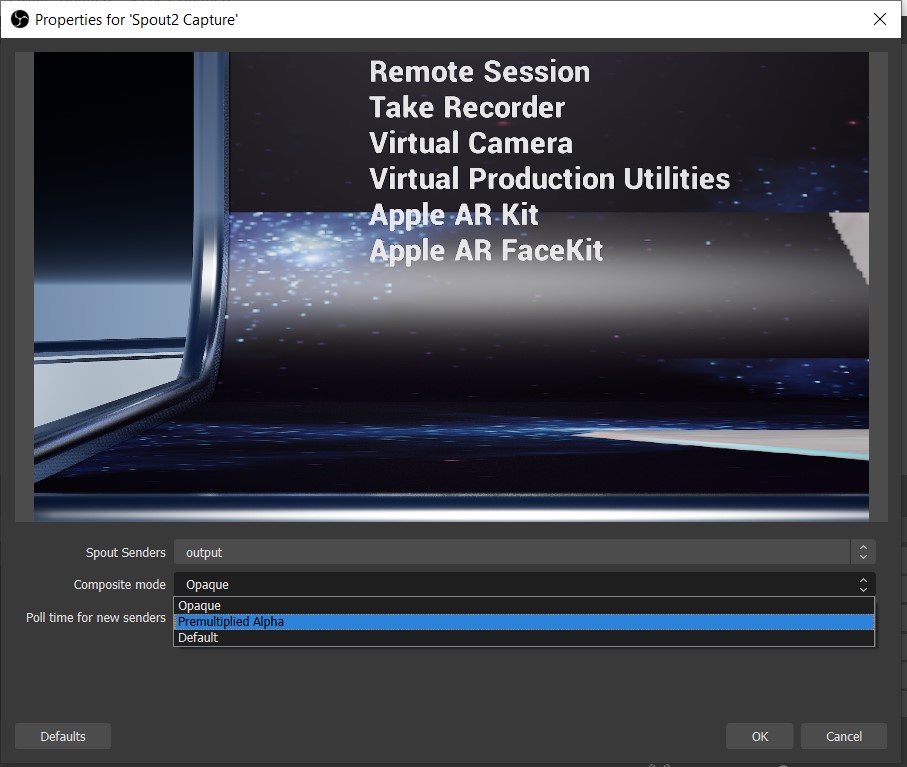 Properties for 'Spout2 Capture'
Remote Session
Take Recorder
Virtual Camera
Virtual Production Utilities
Apple AR Kit
Apple AR FaceKit
Spout Senders output
Composite mode Opaque
Opaque
Poll time for new senders
Premultiplied Alpha
Default
Defaults OK Cancel